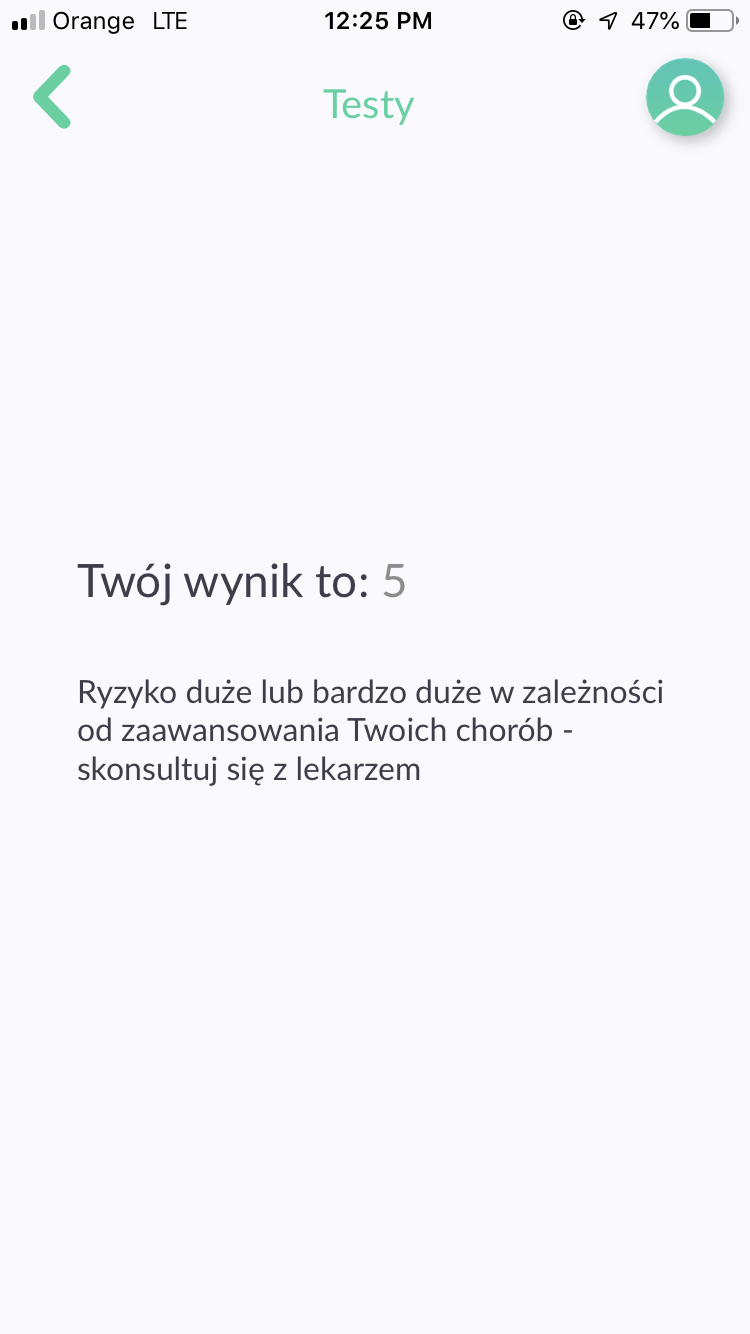 Orange LTE 12:25 PM 47%
Testy
Twój wynik to: 5
Ryzyko duże lub bardzo duże w zależności
od zaawansowania Twoich chorób -
skonsultuj się z lekarzem